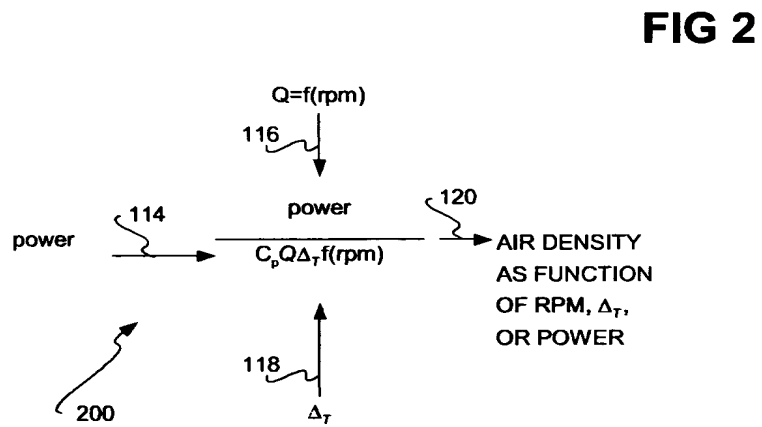 FIG 2
Q=f(rpm)
116
power
114
power
C_pQΔ_Tf(rpm)
120
AIR DENSITY
AS FUNCTION
OF RPM, Δ_T,
OR POWER
118
Δ_T
200